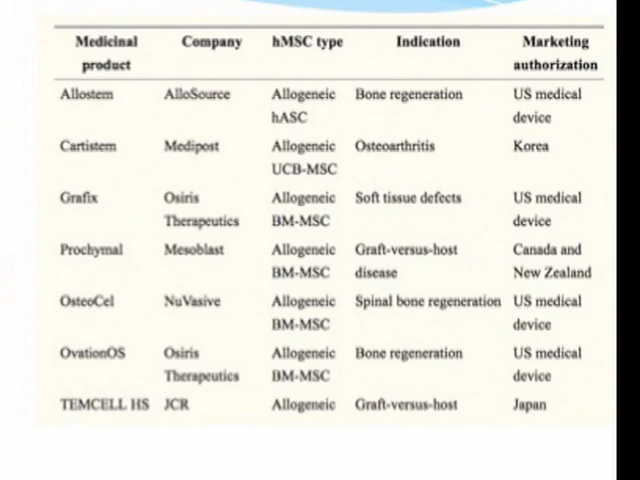 Medicinal product Company hMSC type Indication Marketing authorization
Allostem AlloSource Allogeneic Bone regeneration US medical
hASC device
Cartistem Medipost Allogeneic Osteoarthritis Korea
UCB-MSC
Grafix Osiris Allogeneic Soft tissue defects US medical
Therapeutics BM-MSC device
Prochymal Mesoblast Allogeneic Graft-versus-host Canada and
BM-MSC disease New Zealand
OsteoCel NuVasive Allogeneic Spinal bone regeneration US medical
BM-MSC device
OvationOS Osiris Allogeneic Bone regeneration US medical
Therapeutics BM-MSC device
TEMCELL HS JCR Allogeneic Graft-versus-host Japan